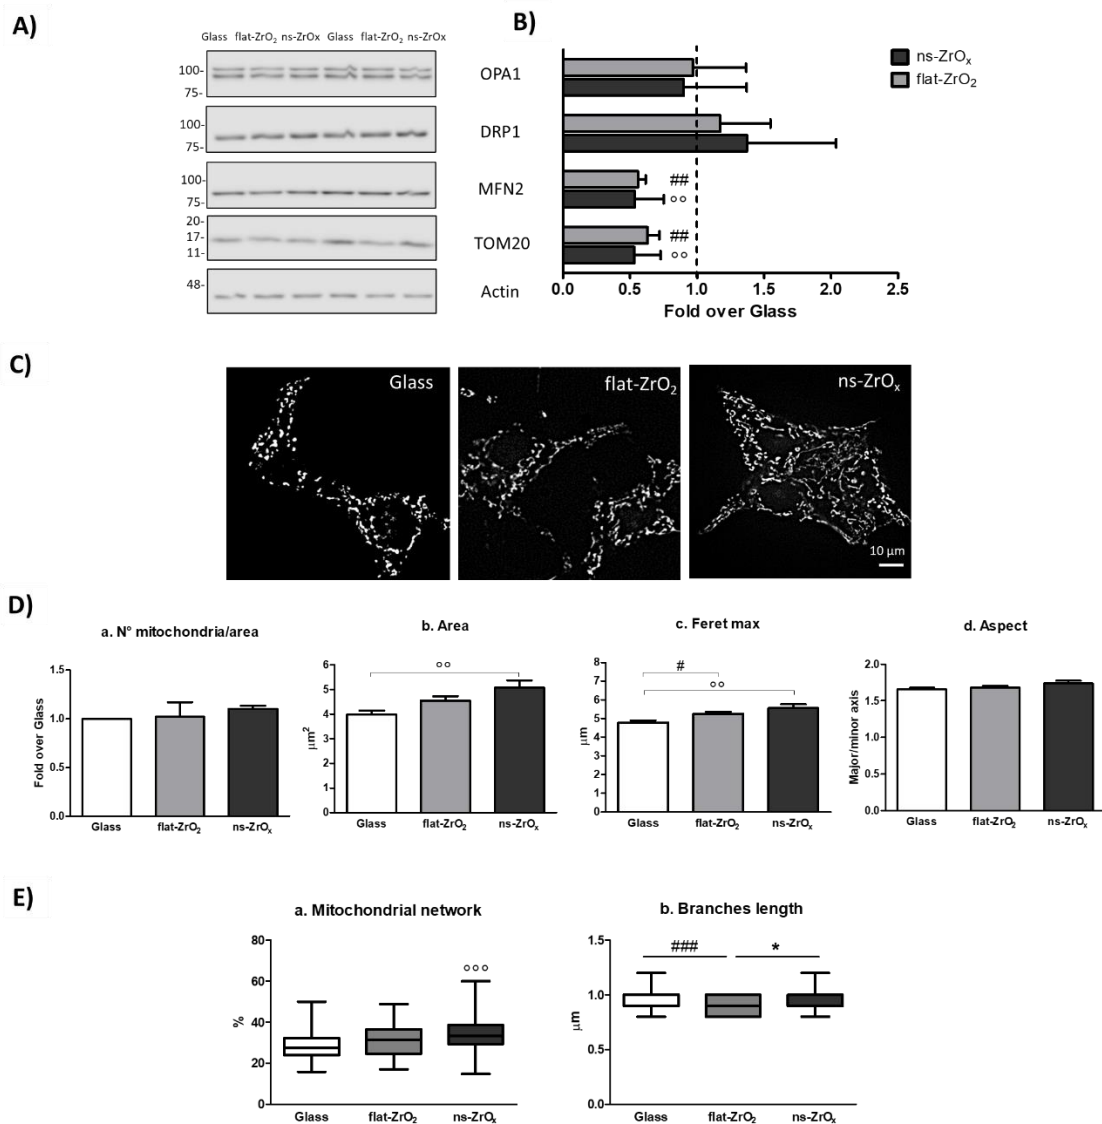 A)
Glass flat-ZrO₂ ns-ZrOx Glass flat-ZrO₂ ns-ZrOx
100-
75-
100-
75-
100-
75-
20-
17-
11-
48-
B)
ns-ZrOₓ
flat-ZrO₂
OPA1
DRP1
MFN2
##
°°
TOM20
##
°°
Actin
0.0 0.5 1.0 1.5 2.0 2.5
Fold over Glass
C)
Glass
flat-ZrO₂
ns-ZrOₓ
10 µm
D)
a. N° mitochondria/area
Fold over Glass
1.5
1.0
0.5
0.0
Glass flat-ZrO₂ ns-ZrOₓ
b. Area
µm²
6
5
4
3
2
1
0
°°
Glass flat-ZrO₂ ns-ZrOₓ
c. Feret max
µm
8
7
6
5
4
3
2
1
0
#
°°
Glass flat-ZrO₂ ns-ZrOₓ
d. Aspect
Major/minor axis
2.0
1.5
1.0
0.5
0.0
Glass flat-ZrO₂ ns-ZrOₓ
E)
a. Mitochondrial network
%
80
60
40
20
0
°°°
Glass flat-ZrO₂ ns-ZrOₓ
b. Branches length
µm
1.5
1.0
0.5
0.0
### *
Glass flat-ZrO₂ ns-ZrOₓ